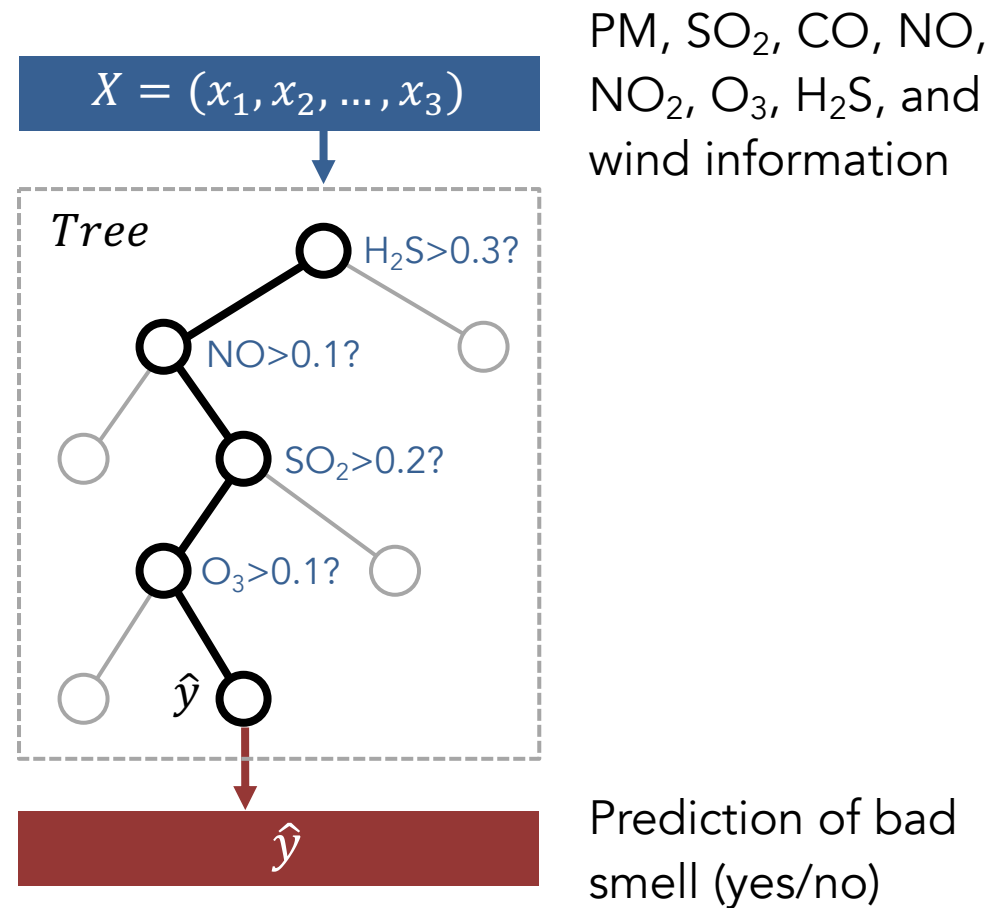 PM, SO₂, CO, NO,
NO₂, O₃, H₂S, and
wind information
X = (x₁, x₂, … , x₃)
Tree
H₂S>0.3?
NO>0.1?
SO₂>0.2?
O₃>0.1?
ŷ
ŷ
Prediction of bad
smell (yes/no)